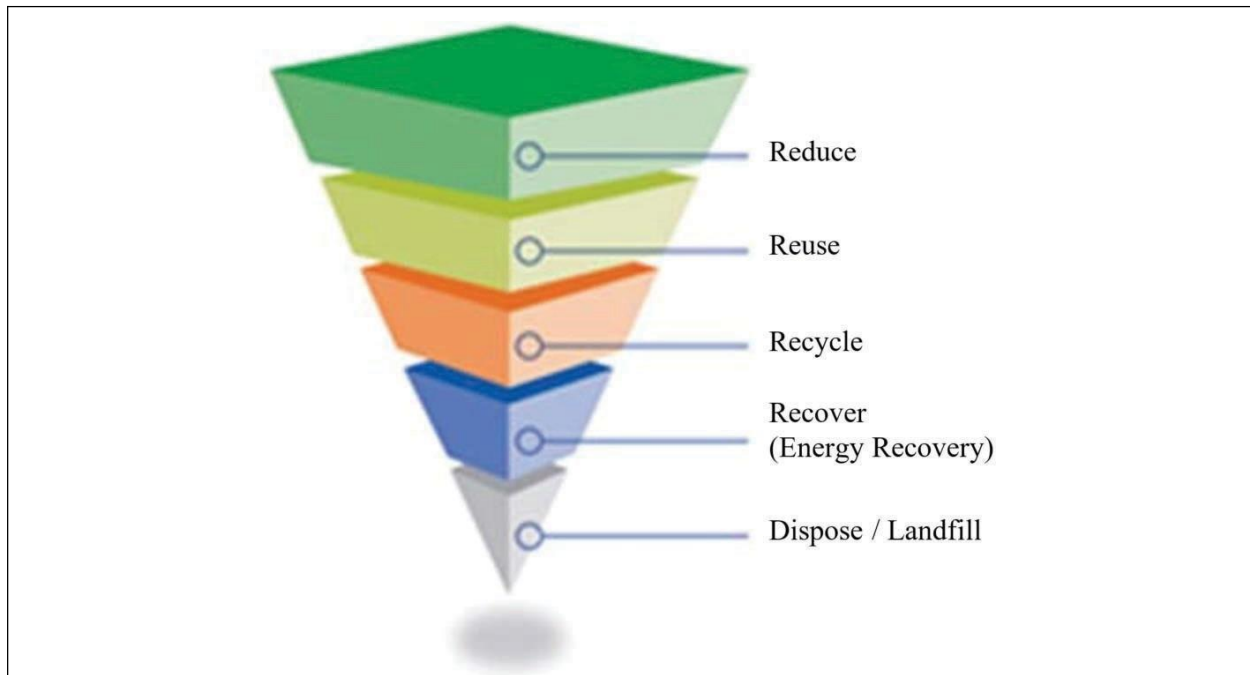 Reduce
Reuse
Recycle
Recover
(Energy Recovery)
Dispose / Landfill